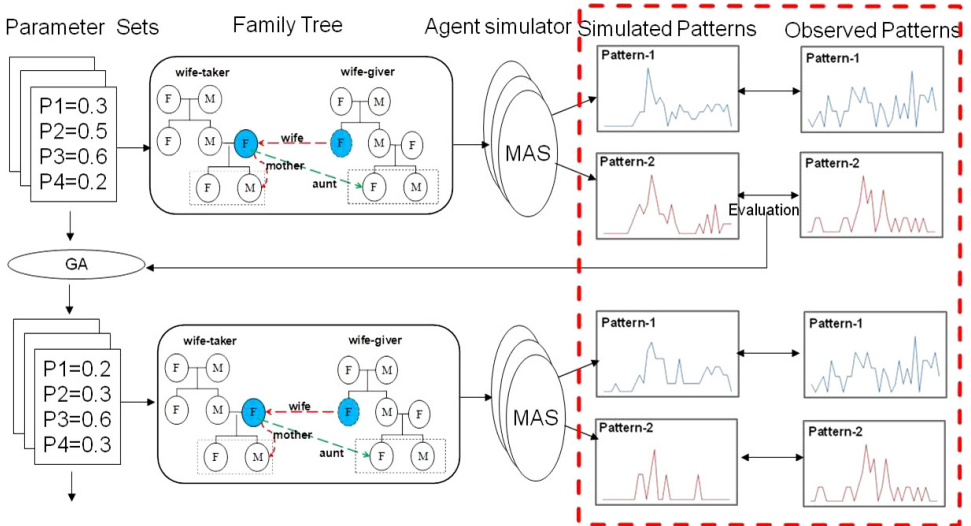 Parameter Sets
Family Tree
Agent simulator
Simulated Patterns
Observed Patterns
P1=0.3
P2=0.5
P3=0.6
P4=0.2
wife-taker
wife-giver
F
M
F
M
F
M
F
wife
F
M
F
mother
aunt
F
M
F
M
MAS
Pattern-1
Pattern-1
Pattern-2
Pattern-2
Evaluation
GA
P1=0.2
P2=0.3
P3=0.6
P4=0.3
wife-taker
wife-giver
F
M
F
M
F
M
F
wife
F
M
F
mother
aunt
F
M
F
M
MAS
Pattern-1
Pattern-1
Pattern-2
Pattern-2